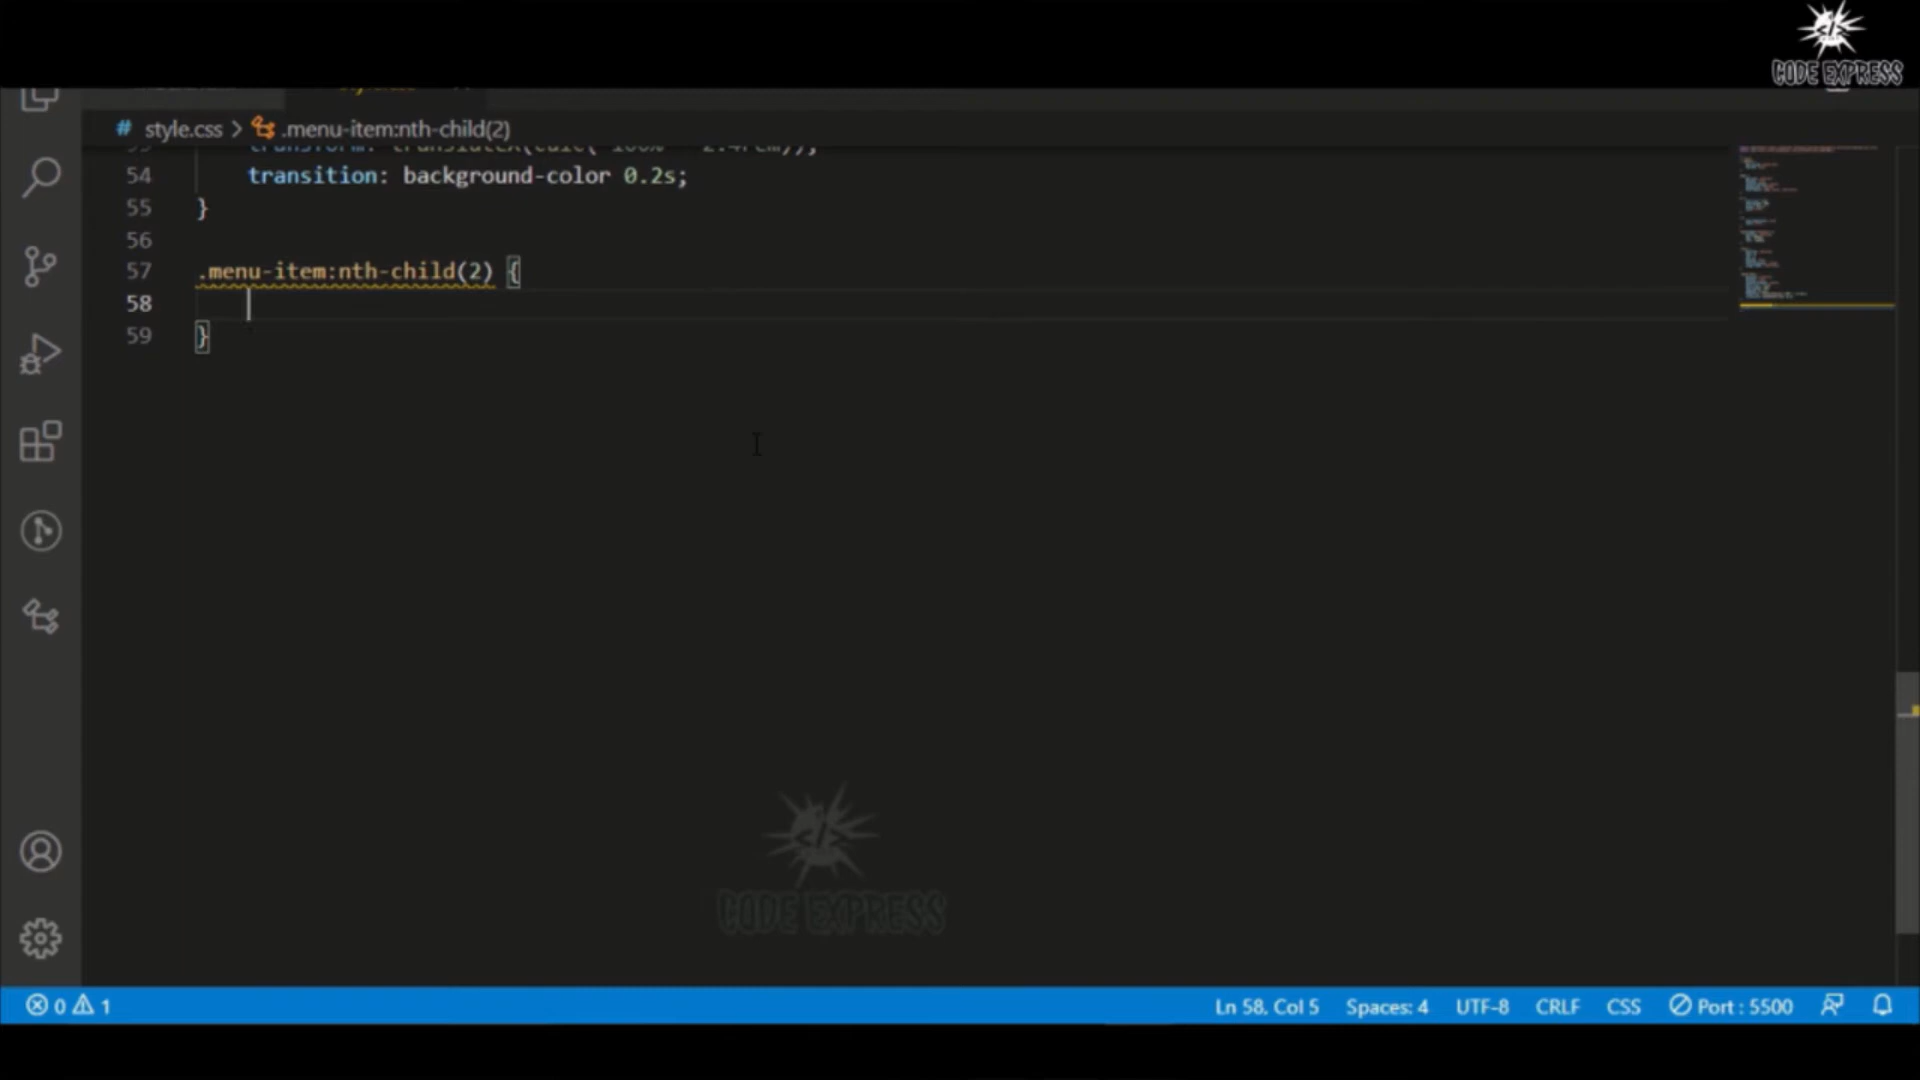 CODE EXPRESS
# style.css > .menu-item:nth-child(2)
54 transition: background-color 0.2s;
55 }
56
57 .menu-item:nth-child(2) {
58
59 }
CODE EXPRESS
0 1 Ln 58, Col 5 Spaces: 4 UTF-8 CRLF CSS Port : 5500